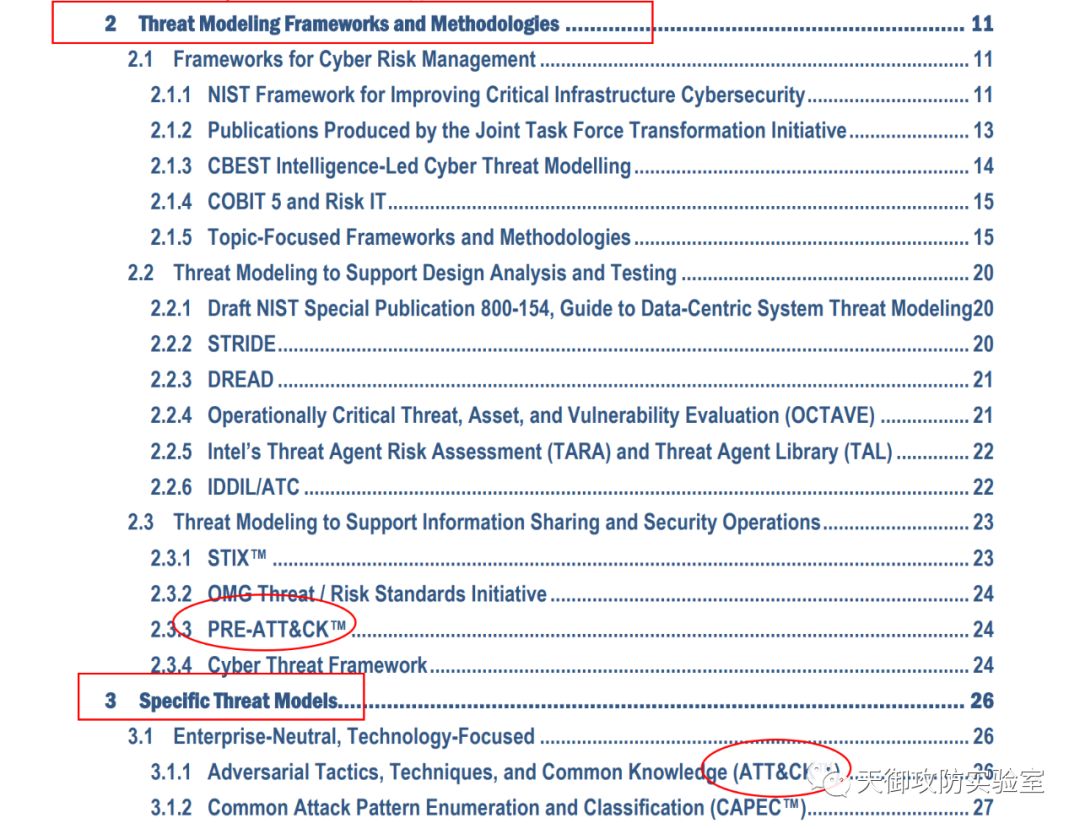 2 Threat Modeling Frameworks and Methodologies ........ 11
2.1 Frameworks for Cyber Risk Management ........ 11
2.1.1 NIST Framework for Improving Critical Infrastructure Cybersecurity ........ 11
2.1.2 Publications Produced by the Joint Task Force Transformation Initiative ........ 13
2.1.3 CBEST Intelligence-Led Cyber Threat Modelling ........ 14
2.1.4 COBIT 5 and Risk IT ........ 15
2.1.5 Topic-Focused Frameworks and Methodologies ........ 15
2.2 Threat Modeling to Support Design Analysis and Testing ........ 20
2.2.1 Draft NIST Special Publication 800-154, Guide to Data-Centric System Threat Modeling20
2.2.2 STRIDE ........ 20
2.2.3 DREAD ........ 21
2.2.4 Operationally Critical Threat, Asset, and Vulnerability Evaluation (OCTAVE) ........ 21
2.2.5 Intel's Threat Agent Risk Assessment (TARA) and Threat Agent Library (TAL) ........ 22
2.2.6 IDDIL/ATC ........ 22
2.3 Threat Modeling to Support Information Sharing and Security Operations ........ 23
2.3.1 STIX™ ........ 23
2.3.2 OMG Threat / Risk Standards Initiative ........ 24
2.3.3 PRE-ATT&CK™ ........ 24
2.3.4 Cyber Threat Framework ........ 24
3 Specific Threat Models ........ 26
3.1 Enterprise-Neutral, Technology-Focused ........ 26
3.1.1 Adversarial Tactics, Techniques, and Common Knowledge (ATT&CK ........ 26
天御攻防实验室
3.1.2 Common Attack Pattern Enumeration and Classification (CAPEC™) ........ 27